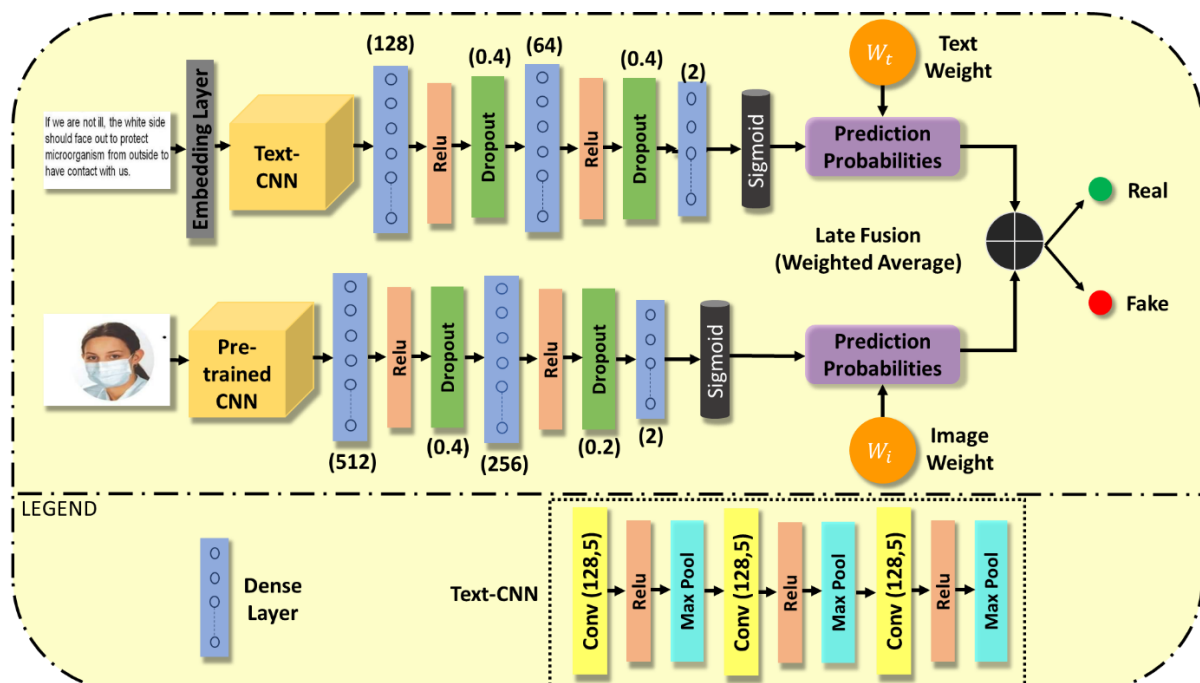 (128)
(0.4)
(64)
(0.4)
(2)
W_t
Text
Weight
If we are not ill, the white side
should face out to protect
microorganism from outside to
have contact with us.
Embedding Layer
Text-
CNN
Relu
Dropout
Relu
Dropout
Sigmoid
Prediction
Probabilities
Late Fusion
(Weighted Average)
Real
Fake
Pre-
trained
CNN
Relu
Dropout
Relu
Dropout
Sigmoid
Prediction
Probabilities
(512)
(0.4)
(256)
(0.2)
(2)
W_i
Image
Weight
LEGEND
Dense
Layer
Text-CNN
Conv (128,5)
Relu
Max Pool
Conv (128,5)
Relu
Max Pool
Conv (128,5)
Relu
Max Pool